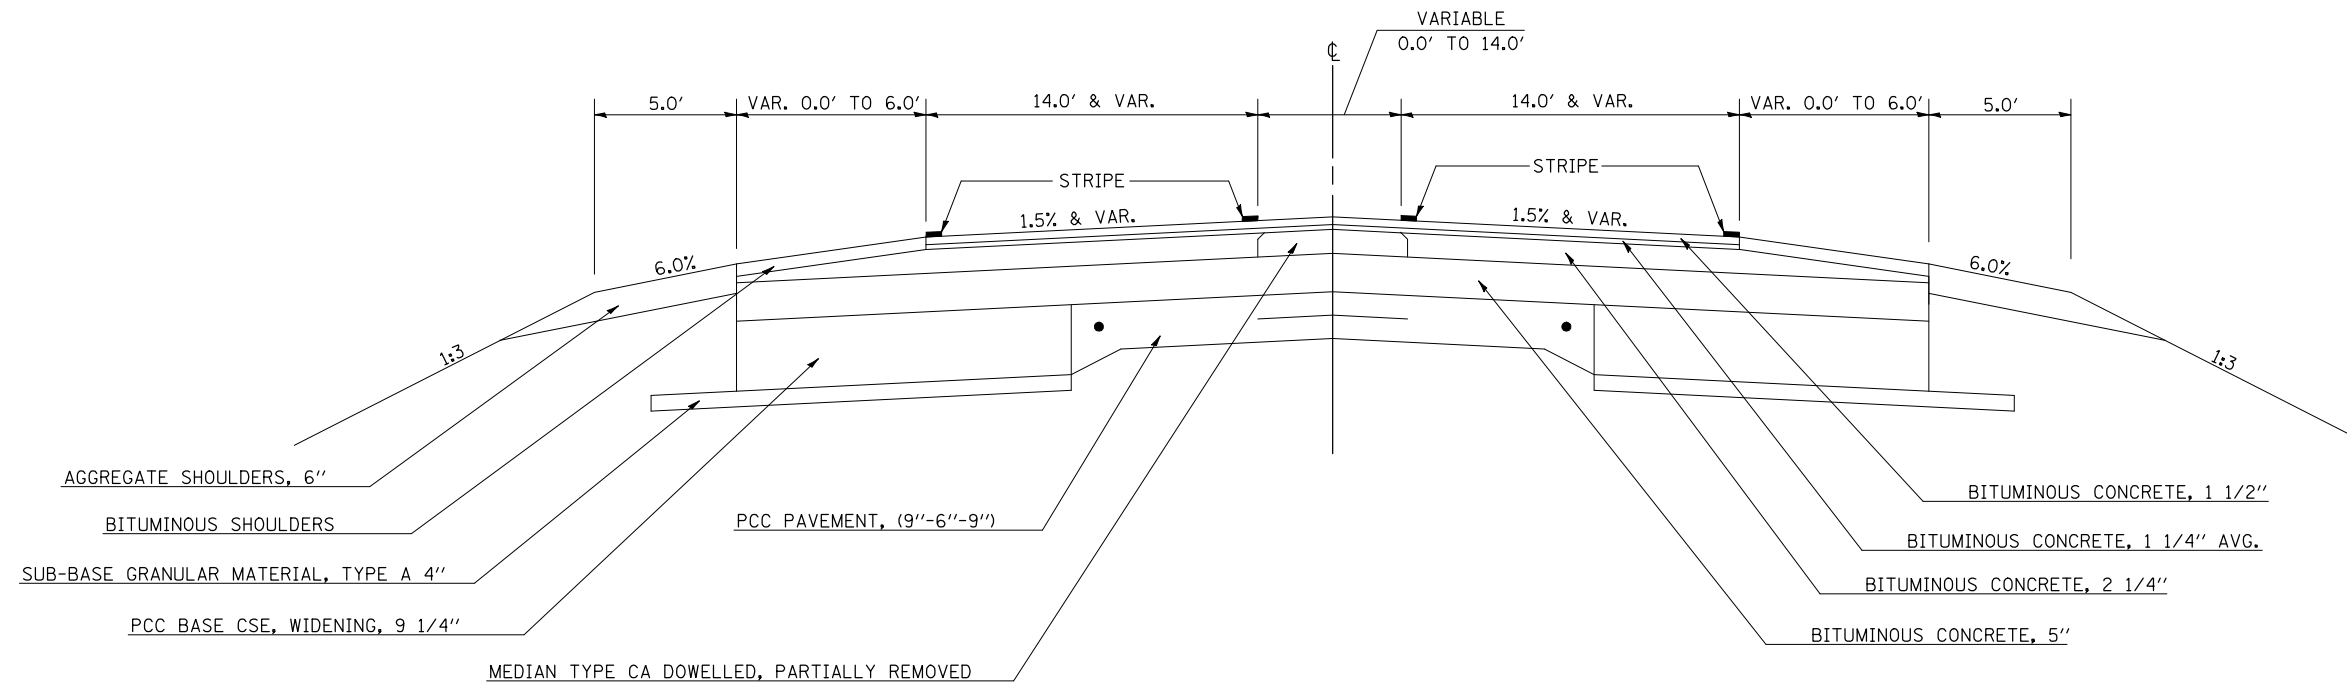 VARIABLE
0.0' TO 14.0'
℄
5.0'
VAR. 0.0' TO 6.0'
14.0' & VAR.
14.0' & VAR.
VAR. 0.0' TO 6.0'
5.0'
STRIPE
STRIPE
1.5% & VAR.
1.5% & VAR.
6.0%
6.0%
1:3
1:3
AGGREGATE SHOULDERS, 6"
BITUMINOUS SHOULDERS
SUB-BASE GRANULAR MATERIAL, TYPE A 4"
PCC BASE CSE, WIDENING, 9 1/4"
PCC PAVEMENT, (9"-6"-9")
MEDIAN TYPE CA DOWELLED, PARTIALLY REMOVED
BITUMINOUS CONCRETE, 1 1/2"
BITUMINOUS CONCRETE, 1 1/4" AVG.
BITUMINOUS CONCRETE, 2 1/4"
BITUMINOUS CONCRETE, 5"